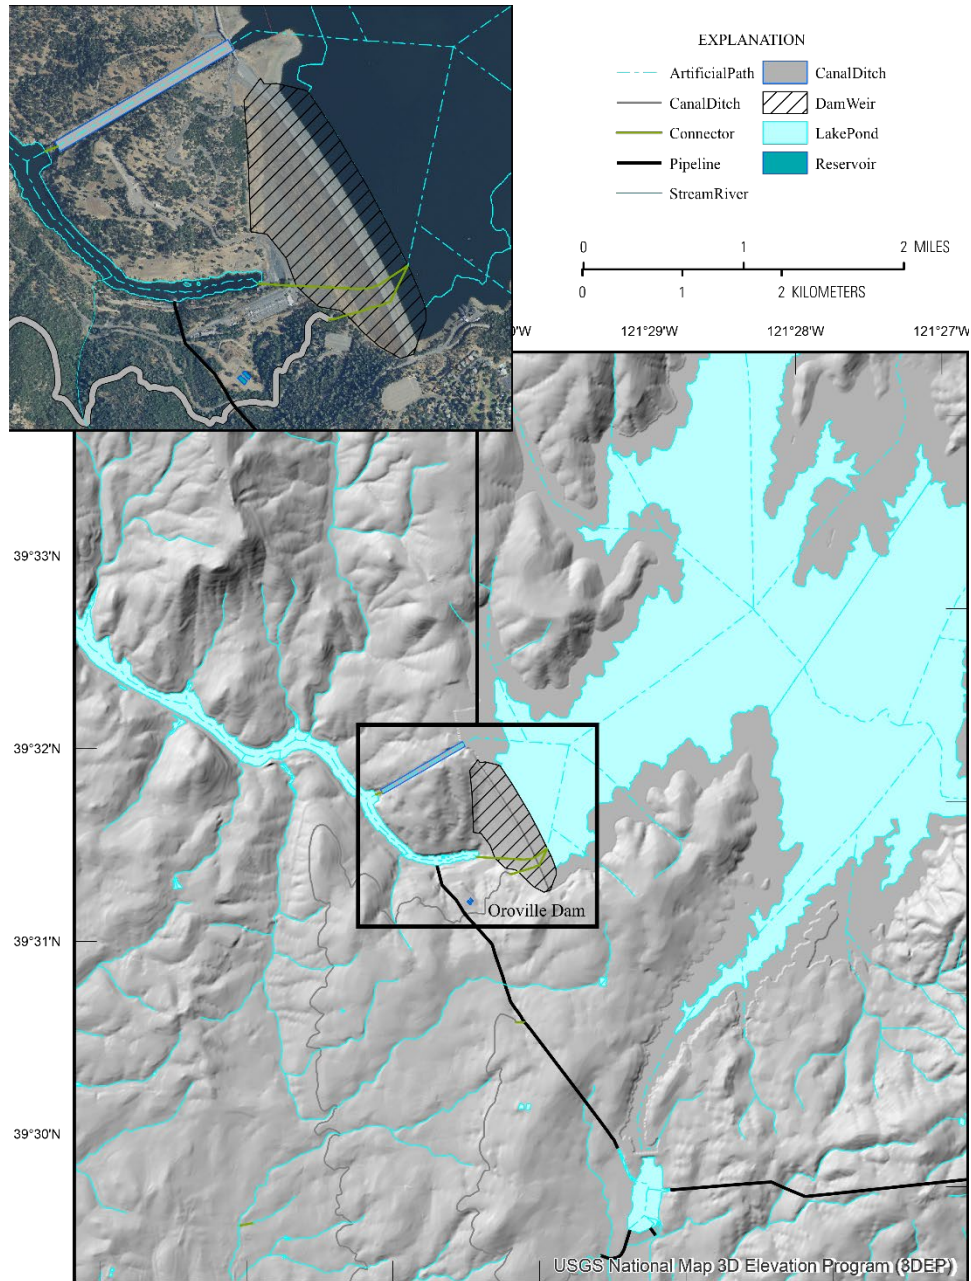 EXPLANATION
ArtificialPath
CanalDitch
CanalDitch
DamWeir
Connector
LakePond
Pipeline
Reservoir
StreamRiver
0 1 2 MILES
0 1 2 KILOMETERS
0'W 121°29'W 121°28'W 121°27'W
39°33'N
39°32'N
39°31'N
Oroville Dam
39°30'N
USGS National Map 3D Elevation Program (3DEP)